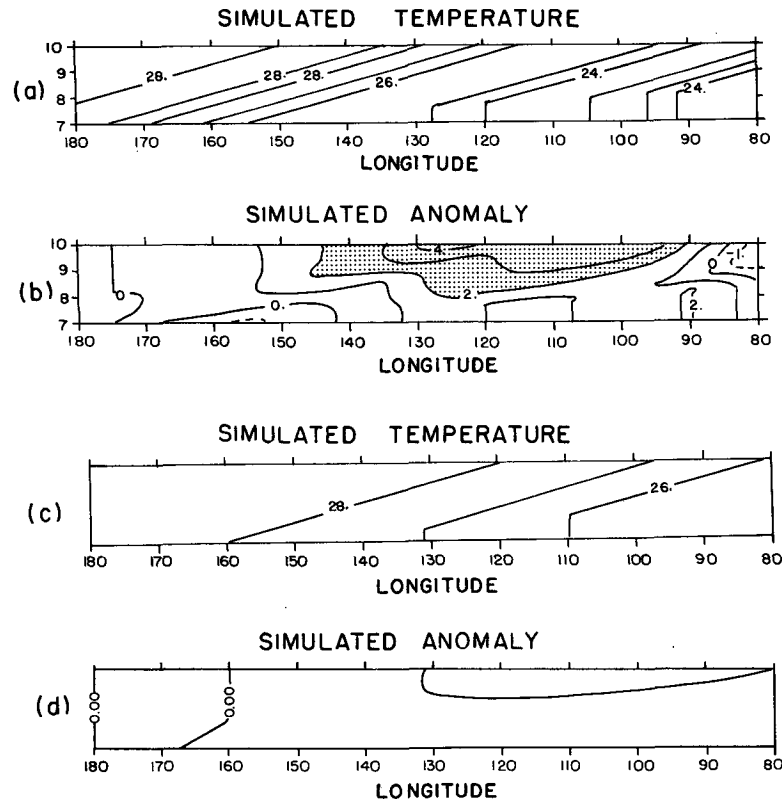 SIMULATED TEMPERATURE
10
9
8
7
(a)
28. 28. 28. 26. 24. 24.
180 170 160 150 140 130 120 110 100 90 80
LONGITUDE
SIMULATED ANOMALY
10
9
8
7
(b)
0 0. 4. 2. 0 -1. 2.
180 170 160 150 140 130 120 110 100 90 80
LONGITUDE
SIMULATED TEMPERATURE
(c)
28. 26.
180 170 160 150 140 130 120 110 100 90 80
LONGITUDE
SIMULATED ANOMALY
(d)
0.00 0.00
180 170 160 150 140 130 120 110 100 90 80
LONGITUDE